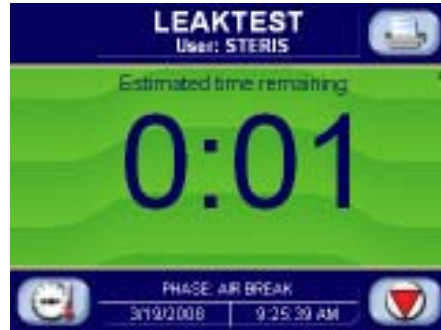 LEAKTEST
User: STERIS
Estimated time remaining
0:01
PHASE: AIR BREAK
3/19/2008 9:25:39 AM